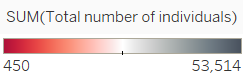 SUM(Total number of individuals)
450 53,514